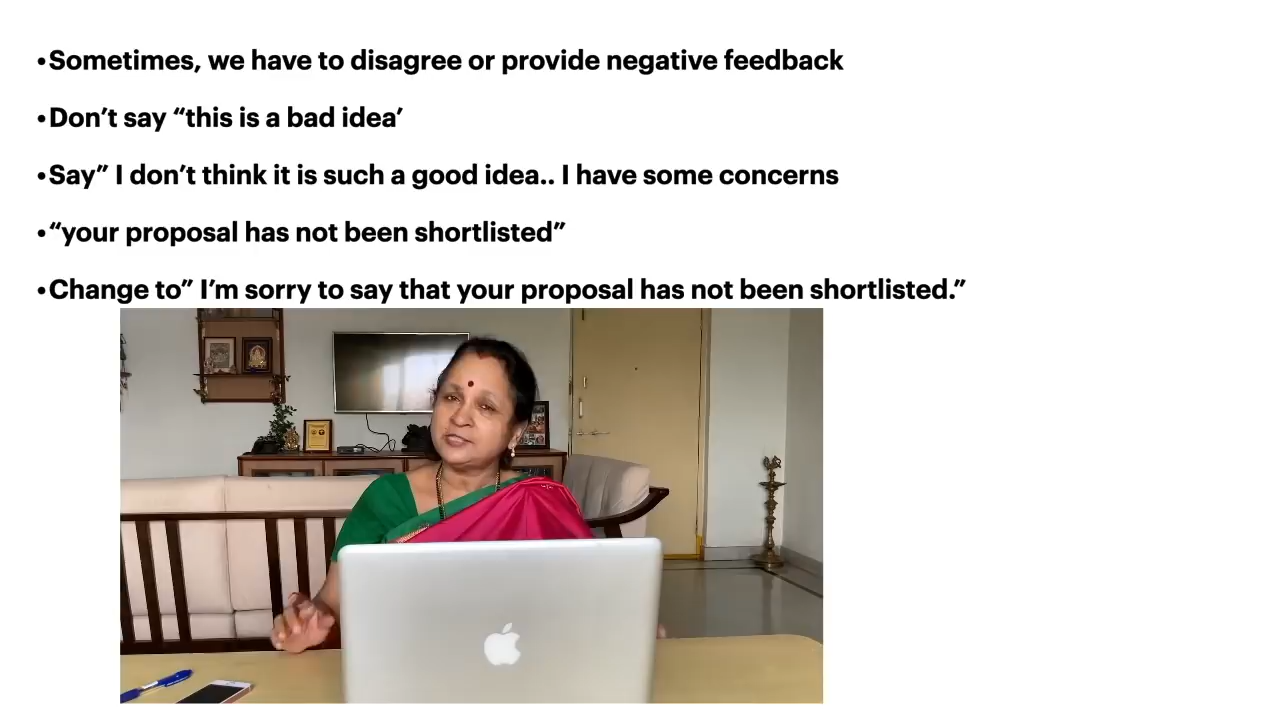 •Sometimes, we have to disagree or provide negative feedback
•Don’t say “this is a bad idea’
•Say” I don’t think it is such a good idea.. I have some concerns
•“your proposal has not been shortlisted”
•Change to” I’m sorry to say that your proposal has not been shortlisted.”